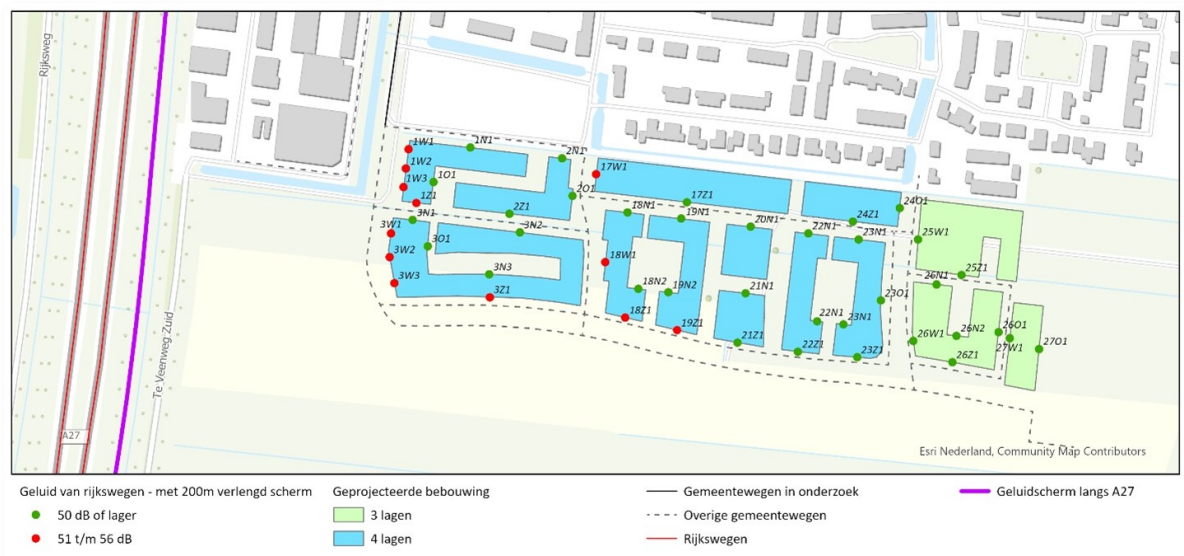 Rijksweg
1W1
1N1
2N1
1W2
17W1
1W3
1O1
1Z1
2O1
17Z1
2Z1
18N1
24O1
3N1
3N2
19N1
20N1
24Z1
3W1
22N1
23N1
25W1
3O1
3W2
18W1
25Z1
3N3
26N1
3W3
18N2
19N2
21N1
3Z1
23O1
18Z1
22N1
23N1
26O1
19Z1
26W1
26N2
27W1
27O1
21Z1
22Z1
23Z1
26Z1
Te Veenweg Zuid
A27
Esri Nederland, Community Map Contributors
Geluid van rijkswegen - met 200m verlengd scherm
50 dB of lager
51 t/m 56 dB
Geprojecteerde bebouwing
3 lagen
4 lagen
Gemeentewegen in onderzoek
Overige gemeentewegen
Rijkswegen
Geluidscherm langs A27